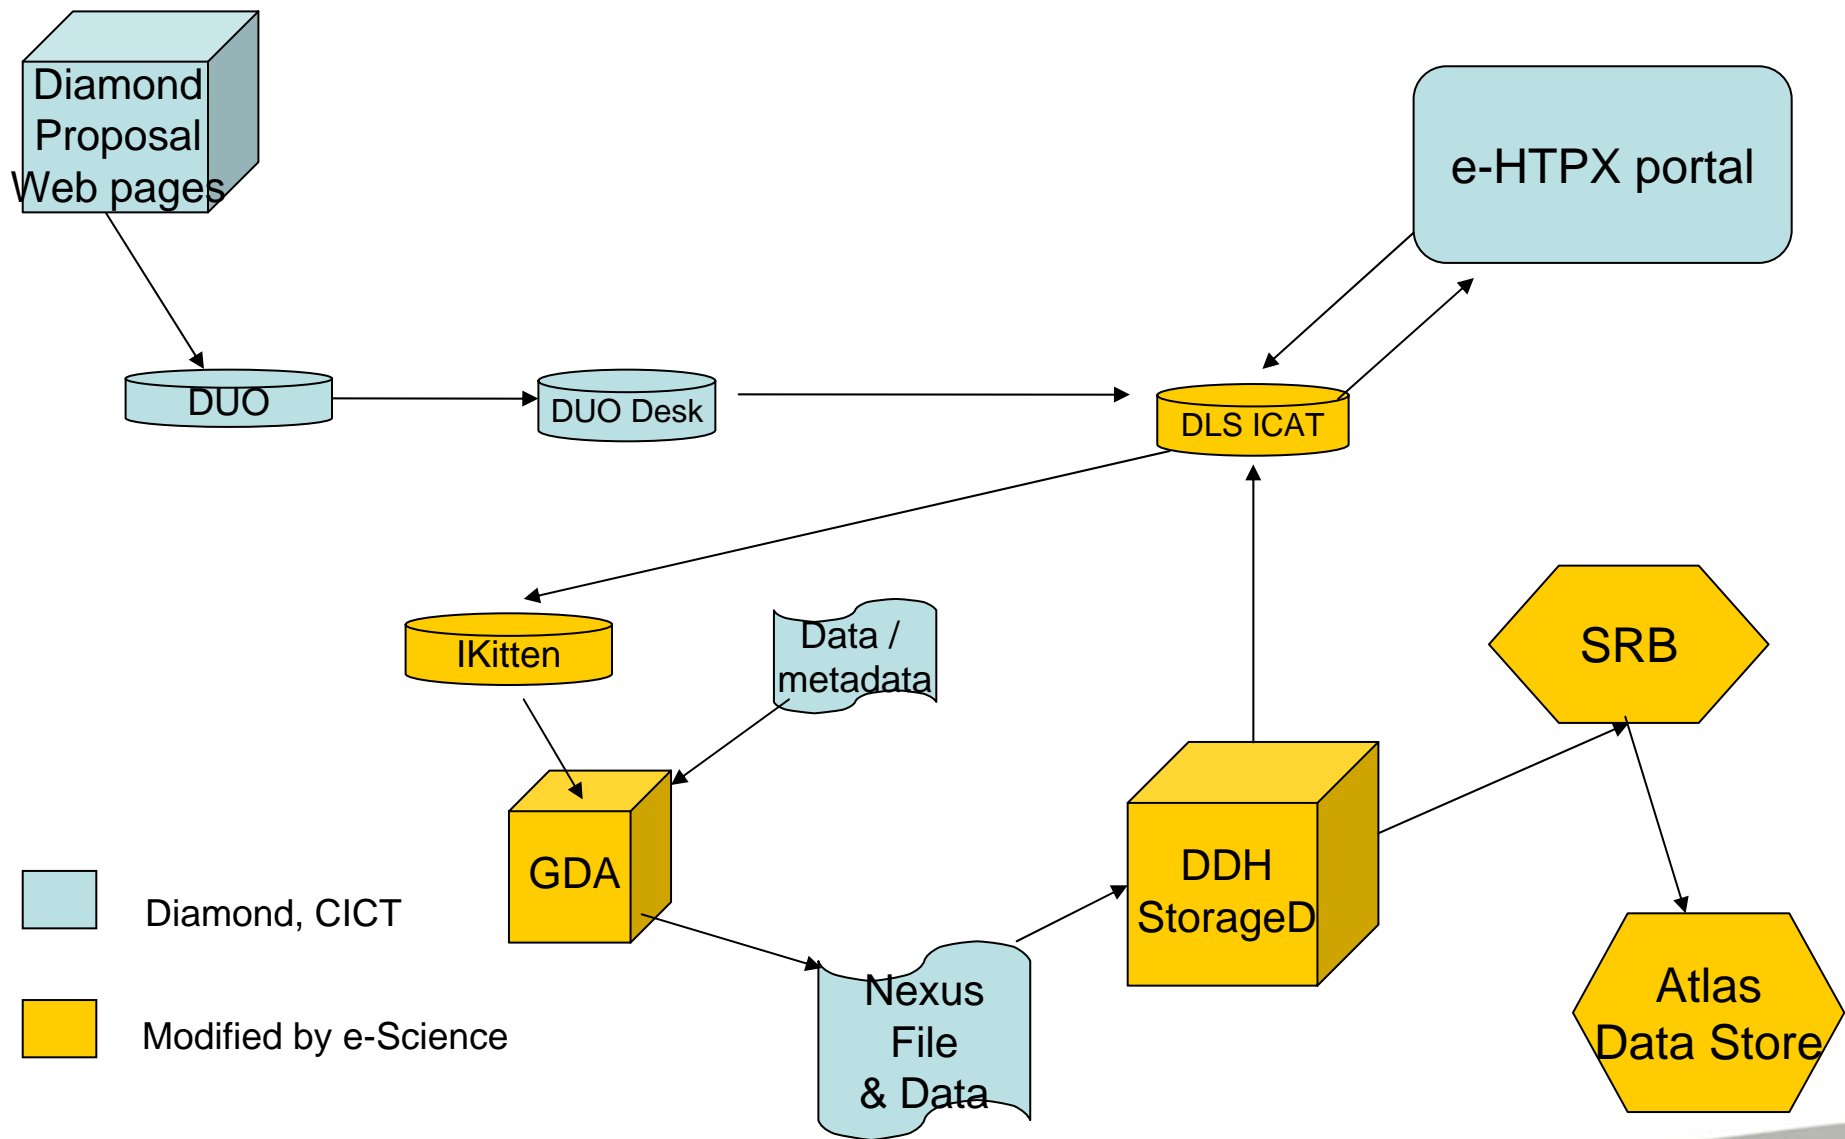 Diamond
Proposal
Web pages
e-HTPX portal
DUO
DUO Desk
DLS ICAT
IKitten
Data /
metadata
SRB
GDA
DDH
StorageD
Diamond, CICT
Nexus
File
& Data
Atlas
Data Store
Modified by e-Science